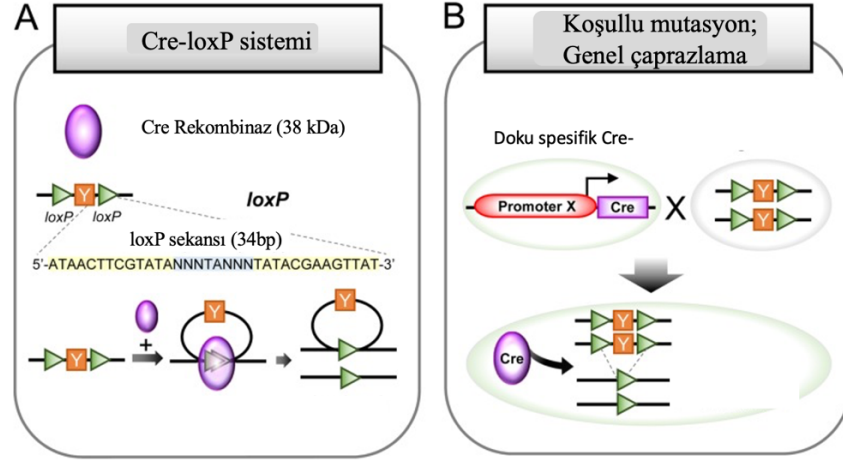 A
Cre-loxP sistemi
Cre Rekombinaz (38 kDa)
Y
loxP loxP
loxP
loxP sekansı (34bp)
5'-ATAACTTCGTATANNNTANNNTATACGAAGTTAT-3'
Y
+
Y
Y
B
Koşullu mutasyon;
Genel çaprazlama
Doku spesifik Cre-
Promoter X
Cre
X
Y
Y
Cre
Y
Y